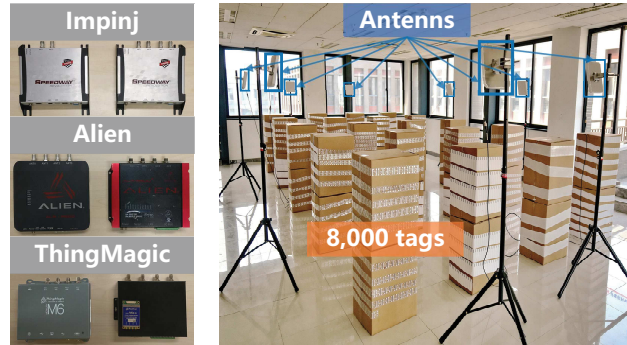 Impinj
SPEEDWAY
SPEEDWAY
Alien
ALIEN
ThingMagic
M6
Antenns
8,000 tags